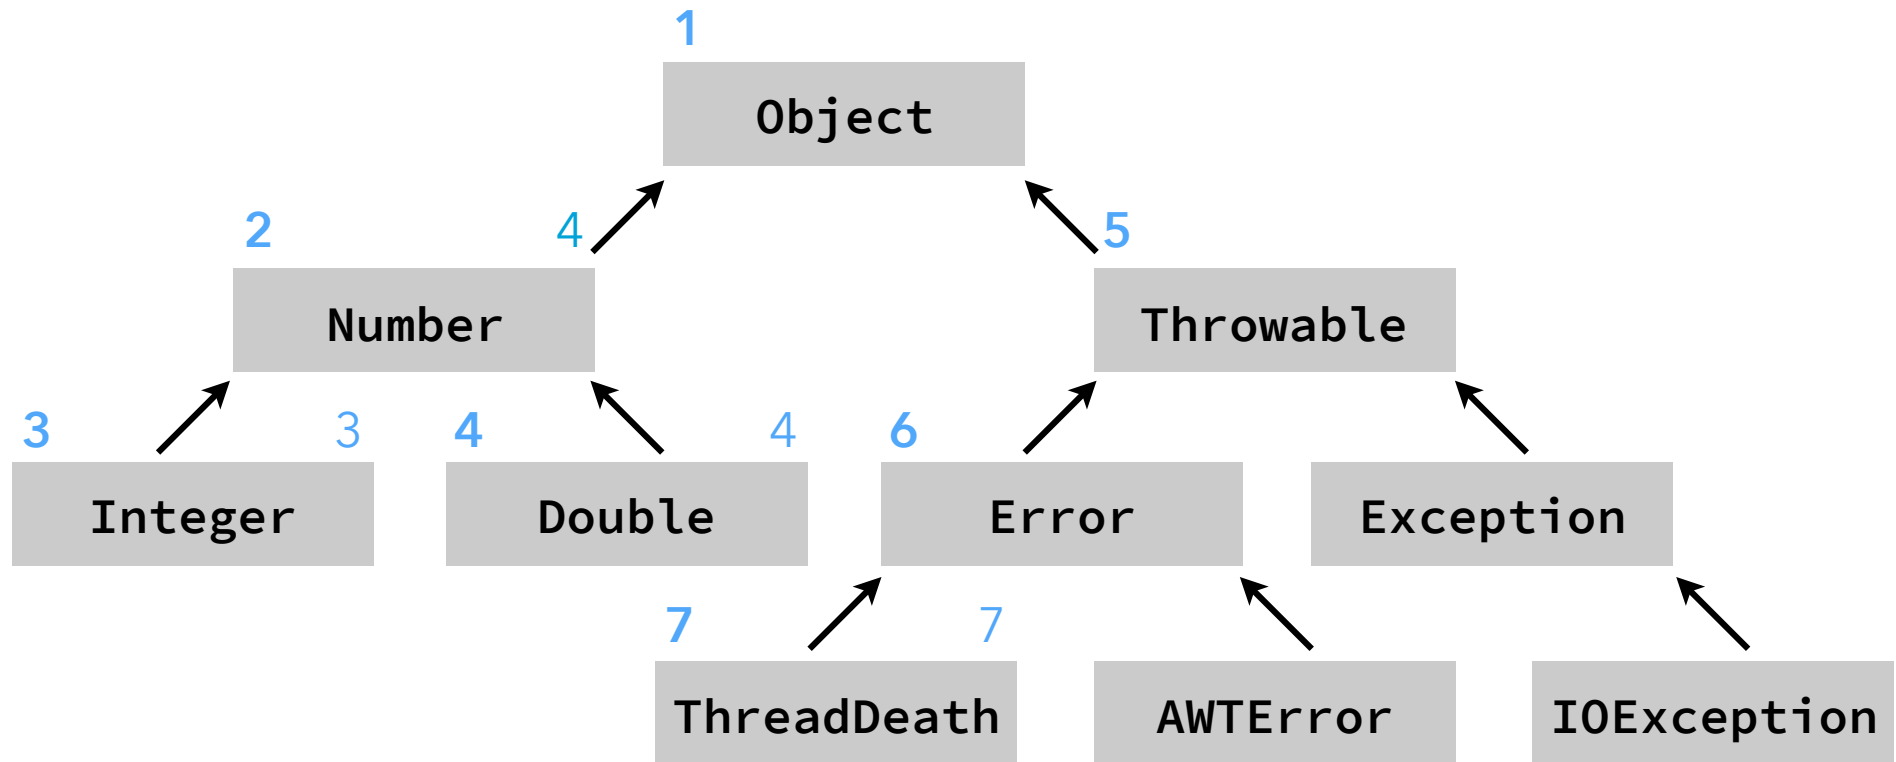 1
Object
2 4 5
Number Throwable
3 3 4 4 6
Integer Double Error Exception
7 7
ThreadDeath AWTError IOException